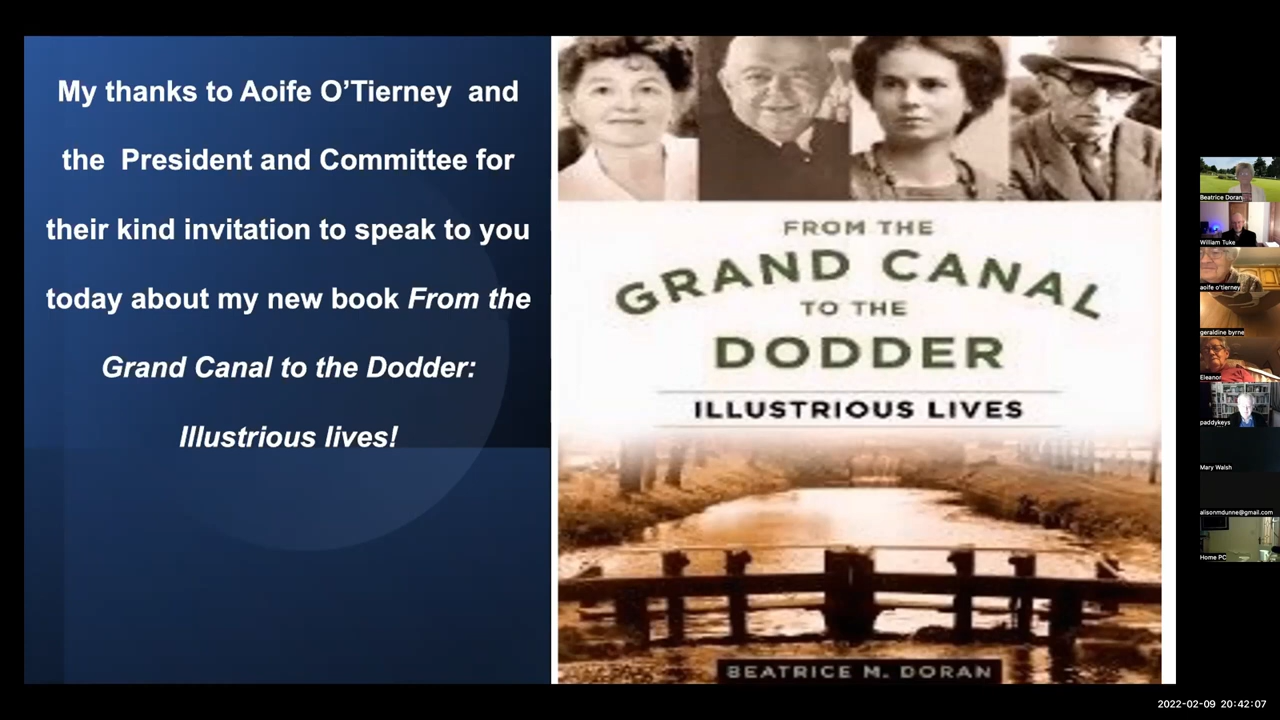 My thanks to Aoife O'Tierney and
the President and Committee for
their kind invitation to speak to you
today about my new book From the
Grand Canal to the Dodder:
Illustrious lives!
FROM THE
GRAND CANAL
TO THE
DODDER
ILLUSTRIOUS LIVES
BEATRICE M. DORAN
Beatrice Doran
William Tuke
aoife o'tierney
geraldine byrne
Eleanor
paddykeys
Mary Walsh
alisonmdunne@gmail.com
Home PC
2022-02-09 20:42:07